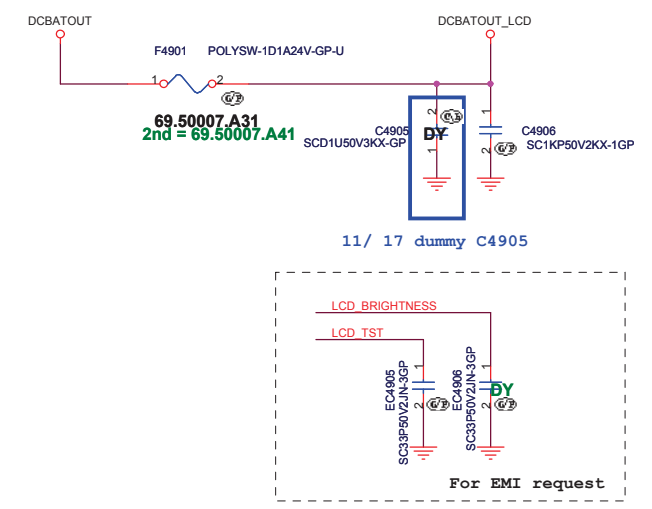 DCBATOUT
DCBATOUT_LCD
F4901 POLYSW-1D1A24V-GP-U
1 2
G/P
69.50007.A31
2nd = 69.50007.A41
2
C4905
SCD1U50V3KX-GP
DY
1
1
C4906
SC1KP50V2KX-1GP
2 G/P
11/ 17 dummy C4905
LCD_BRIGHTNESS
LCD_TST
EC4905
SC33P50V2JN-3GP
1
2 G/P
EC4906
SC33P50V2JN-3GP
1
DY
2 G/P
For EMI request